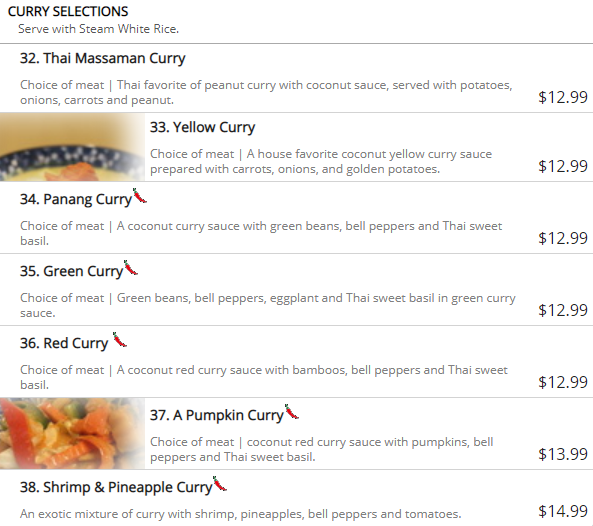 CURRY SELECTIONS
Serve with Steam White Rice.
32. Thai Massaman Curry
Choice of meat | Thai favorite of peanut curry with coconut sauce, served with potatoes,
onions, carrots and peanut.
$12.99
33. Yellow Curry
Choice of meat | A house favorite coconut yellow curry sauce
prepared with carrots, onions, and golden potatoes.
$12.99
34. Panang Curry
Choice of meat | A coconut curry sauce with green beans, bell peppers and Thai sweet
basil.
$12.99
35. Green Curry
Choice of meat | Green beans, bell peppers, eggplant and Thai sweet basil in green curry
sauce.
$12.99
36. Red Curry
Choice of meat | A coconut red curry sauce with bamboos, bell peppers and Thai sweet
basil.
$12.99
37. A Pumpkin Curry
Choice of meat | coconut red curry sauce with pumpkins, bell
peppers and Thai sweet basil.
$13.99
38. Shrimp & Pineapple Curry
An exotic mixture of curry with shrimp, pineapples, bell peppers and tomatoes.
$14.99